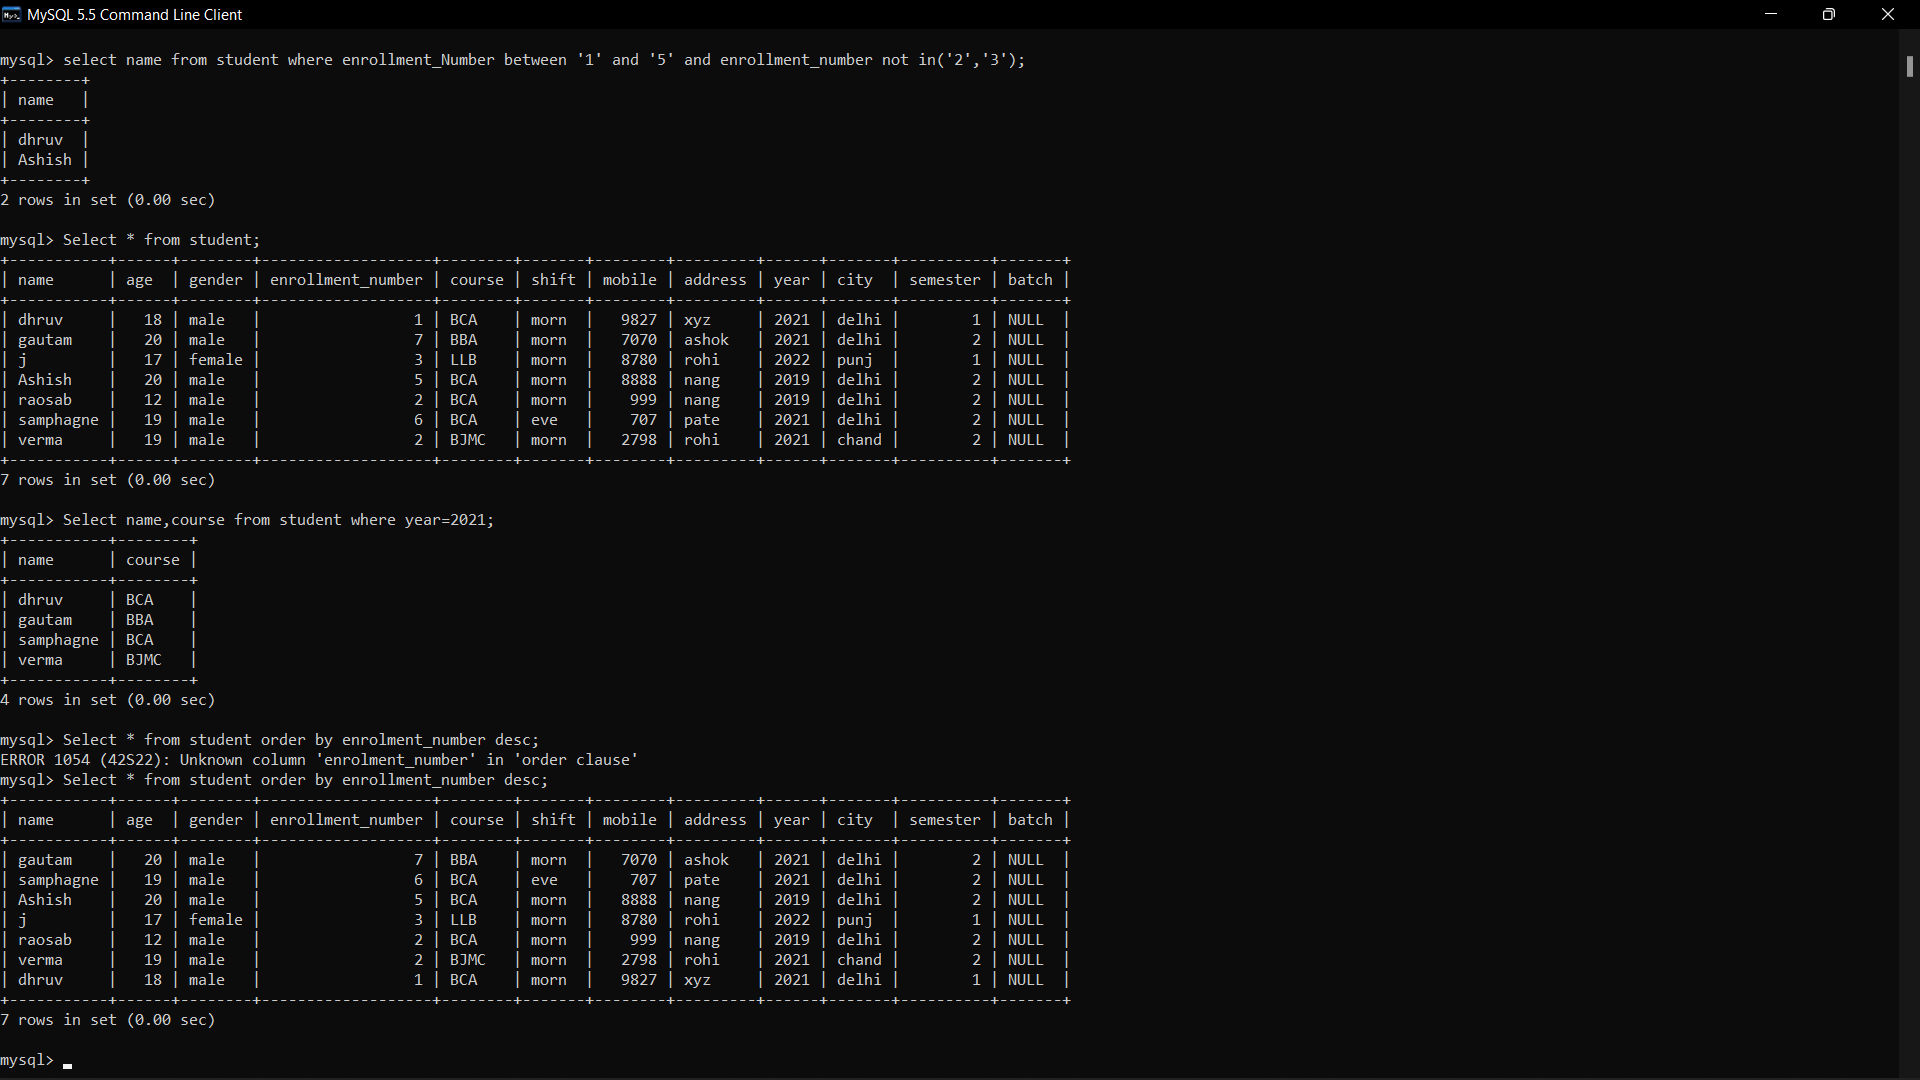 MySQL 5.5 Command Line Client
mysql> select name from student where enrollment_Number between '1' and '5' and enrollment_number not in('2','3');
+--------+
| name   |
+--------+
| dhruv  |
| Ashish |
+--------+
2 rows in set (0.00 sec)
mysql> Select * from student;
+-----------+------+--------+-------------------+--------+-------+--------+---------+------+-------+----------+-------+
| name      | age  | gender | enrollment_number | course | shift | mobile | address | year | city  | semester | batch |
+-----------+------+--------+-------------------+--------+-------+--------+---------+------+-------+----------+-------+
| dhruv     |   18 | male   |                 1 | BCA    | morn  |   9827 | xyz     | 2021 | delhi |        1 | NULL  |
| gautam    |   20 | male   |                 7 | BBA    | morn  |   7070 | ashok   | 2021 | delhi |        2 | NULL  |
| j         |   17 | female |                 3 | LLB    | morn  |   8780 | rohi    | 2022 | punj  |        1 | NULL  |
| Ashish    |   20 | male   |                 5 | BCA    | morn  |   8888 | nang    | 2019 | delhi |        2 | NULL  |
| raosab    |   12 | male   |                 2 | BCA    | morn  |    999 | nang    | 2019 | delhi |        2 | NULL  |
| samphagne |   19 | male   |                 6 | BCA    | eve   |    707 | pate    | 2021 | delhi |        2 | NULL  |
| verma     |   19 | male   |                 2 | BJMC   | morn  |   2798 | rohi    | 2021 | chand |        2 | NULL  |
+-----------+------+--------+-------------------+--------+-------+--------+---------+------+-------+----------+-------+
7 rows in set (0.00 sec)
mysql> Select name,course from student where year=2021;
+-----------+--------+
| name      | course |
+-----------+--------+
| dhruv     | BCA    |
| gautam    | BBA    |
| samphagne | BCA    |
| verma     | BJMC   |
+-----------+--------+
4 rows in set (0.00 sec)
mysql> Select * from student order by enrolment_number desc;
ERROR 1054 (42S22): Unknown column 'enrolment_number' in 'order clause'
mysql> Select * from student order by enrollment_number desc;
+-----------+------+--------+-------------------+--------+-------+--------+---------+------+-------+----------+-------+
| name      | age  | gender | enrollment_number | course | shift | mobile | address | year | city  | semester | batch |
+-----------+------+--------+-------------------+--------+-------+--------+---------+------+-------+----------+-------+
| gautam    |   20 | male   |                 7 | BBA    | morn  |   7070 | ashok   | 2021 | delhi |        2 | NULL  |
| samphagne |   19 | male   |                 6 | BCA    | eve   |    707 | pate    | 2021 | delhi |        2 | NULL  |
| Ashish    |   20 | male   |                 5 | BCA    | morn  |   8888 | nang    | 2019 | delhi |        2 | NULL  |
| j         |   17 | female |                 3 | LLB    | morn  |   8780 | rohi    | 2022 | punj  |        1 | NULL  |
| raosab    |   12 | male   |                 2 | BCA    | morn  |    999 | nang    | 2019 | delhi |        2 | NULL  |
| verma     |   19 | male   |                 2 | BJMC   | morn  |   2798 | rohi    | 2021 | chand |        2 | NULL  |
| dhruv     |   18 | male   |                 1 | BCA    | morn  |   9827 | xyz     | 2021 | delhi |        1 | NULL  |
+-----------+------+--------+-------------------+--------+-------+--------+---------+------+-------+----------+-------+
7 rows in set (0.00 sec)
mysql>